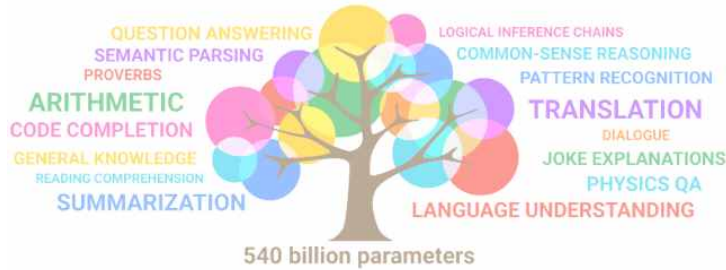 QUESTION ANSWERING
SEMANTIC PARSING
PROVERBS
ARITHMETIC
CODE COMPLETION
GENERAL KNOWLEDGE
READING COMPREHENSION
SUMMARIZATION
LOGICAL INFERENCE CHAINS
COMMON-SENSE REASONING
PATTERN RECOGNITION
TRANSLATION
DIALOGUE
JOKE EXPLANATIONS
PHYSICS QA
LANGUAGE UNDERSTANDING
540 billion parameters